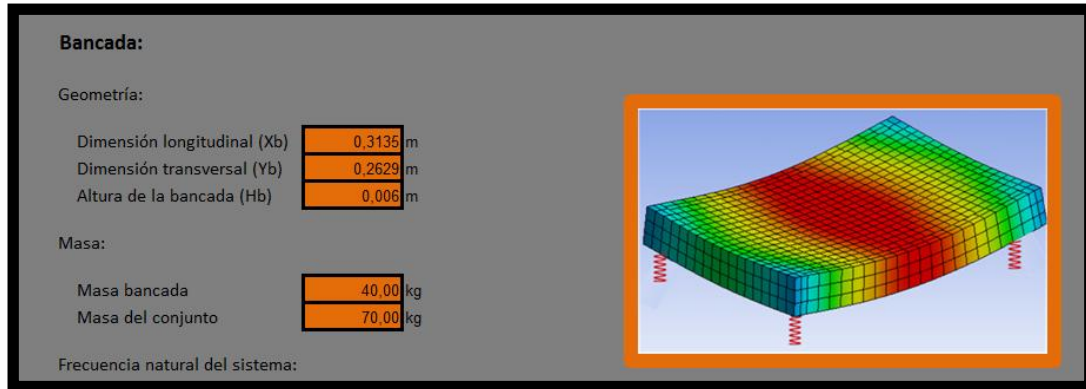 Bancada:
Geometría:
Dimensión longitudinal (Xb) 0,3135 m
Dimensión transversal (Yb) 0,2629 m
Altura de la bancada (Hb) 0,006 m
Masa:
Masa bancada 40,00 kg
Masa del conjunto 70,00 kg
Frecuencia natural del sistema: